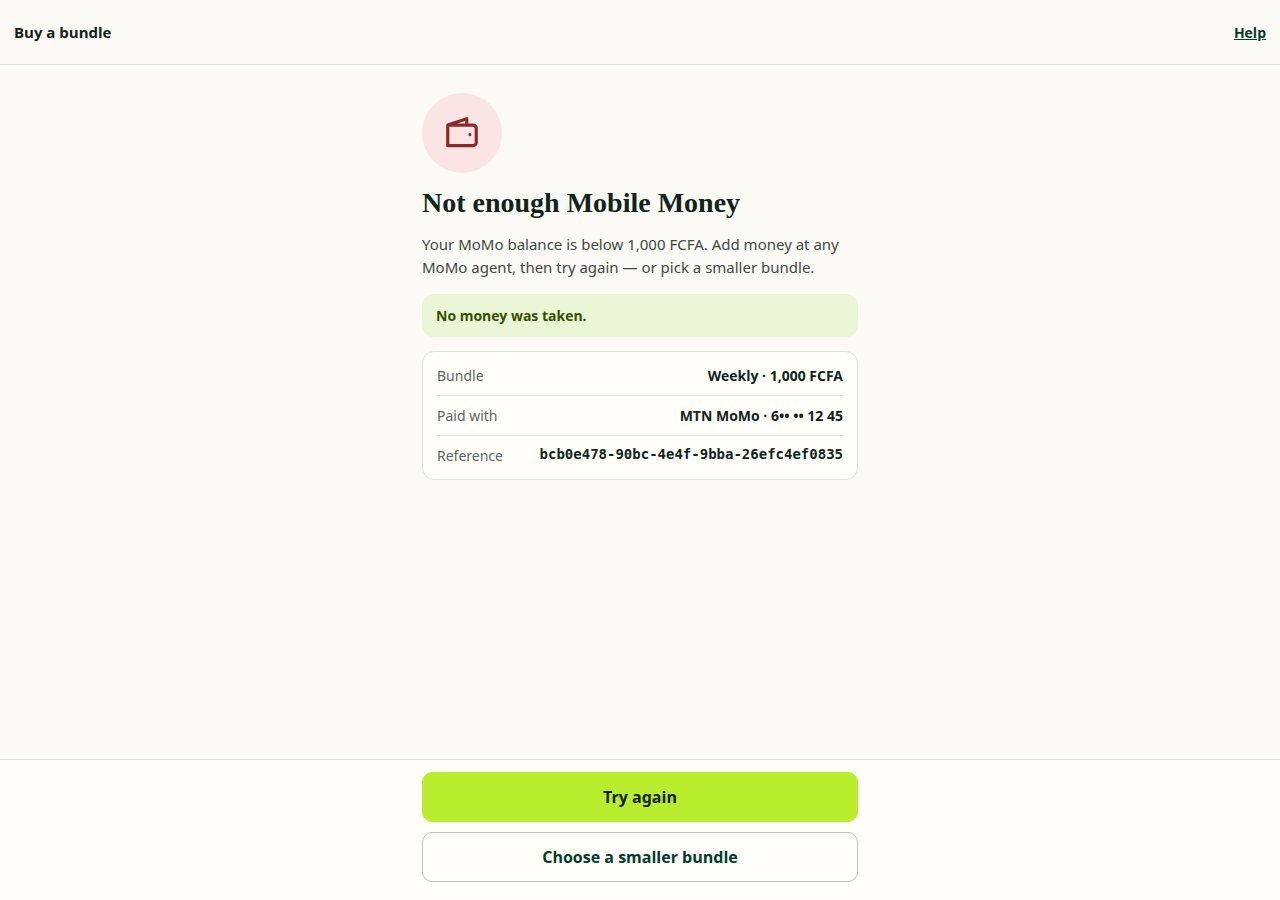 Buy a bundle
Help
Not enough Mobile Money
Your MoMo balance is below 1,000 FCFA. Add money at any
MoMo agent, then try again — or pick a smaller bundle.
No money was taken.
Bundle Weekly · 1,000 FCFA
Paid with MTN MoMo · 6•• •• 12 45
Reference bcb0e478-90bc-4e4f-9bba-26efc4ef0835
Try again
Choose a smaller bundle